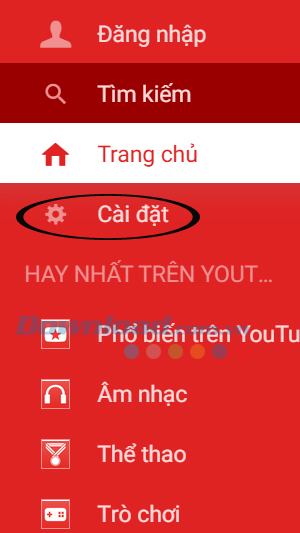 Đăng nhập
Tìm kiếm
Trang chủ
Cài đặt
HAY NHẤT TRÊN YOUT...
Phổ biến trên YouTu
Âm nhạc
Thể thao
Trò chơi